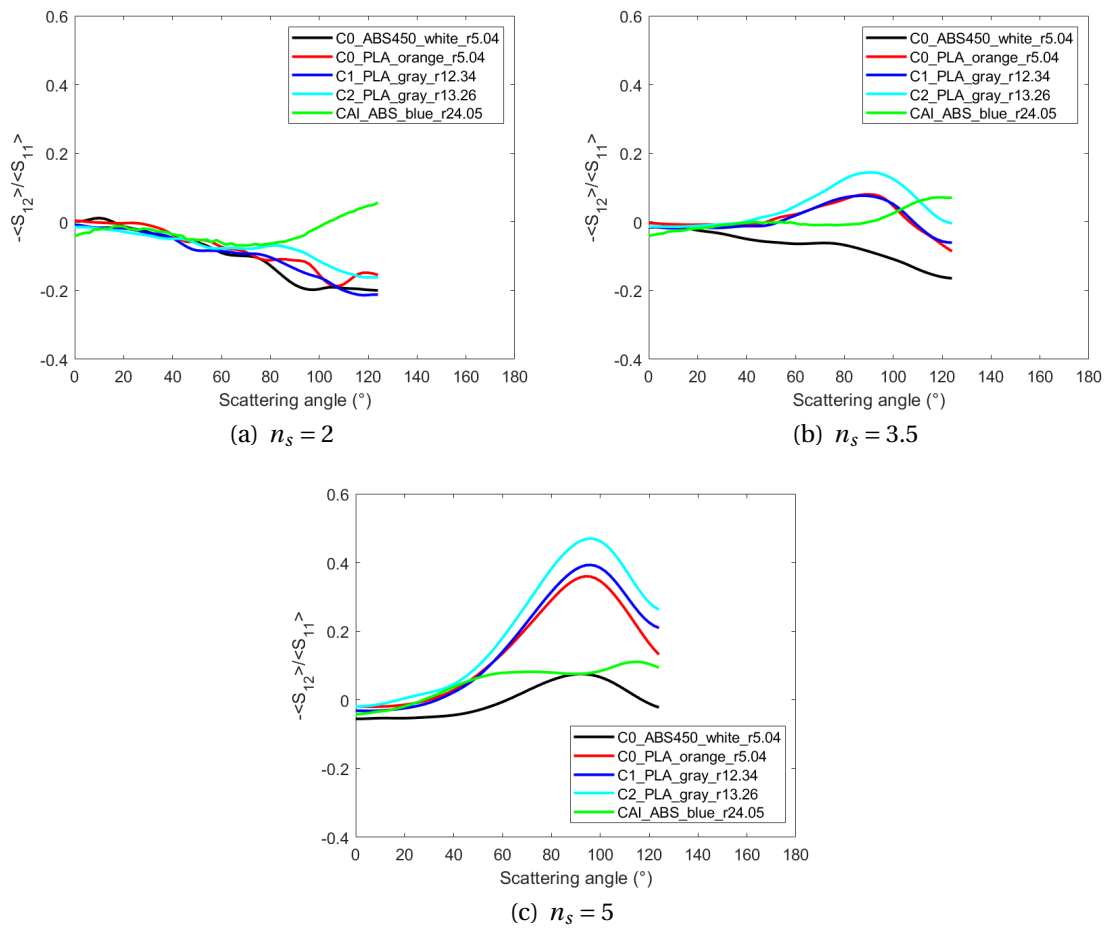 0.6
0.4
0.2
0
-0.2
-0.4
-<S12>/<S11>
C0_ABS450_white_r5.04
C0_PLA_orange_r5.04
C1_PLA_gray_r12.34
C2_PLA_gray_r13.26
CAI_ABS_blue_r24.05
0 20 40 60 80 100 120 140 160 180
Scattering angle (°)
(a) ns = 2
0.6
0.4
0.2
0
-0.2
-0.4
-<S12>/<S11>
C0_ABS450_white_r5.04
C0_PLA_orange_r5.04
C1_PLA_gray_r12.34
C2_PLA_gray_r13.26
CAI_ABS_blue_r24.05
0 20 40 60 80 100 120 140 160 180
Scattering angle (°)
(b) ns = 3.5
0.6
0.4
0.2
0
-0.2
-0.4
-<S12>/<S11>
C0_ABS450_white_r5.04
C0_PLA_orange_r5.04
C1_PLA_gray_r12.34
C2_PLA_gray_r13.26
CAI_ABS_blue_r24.05
0 20 40 60 80 100 120 140 160 180
Scattering angle (°)
(c) ns = 5